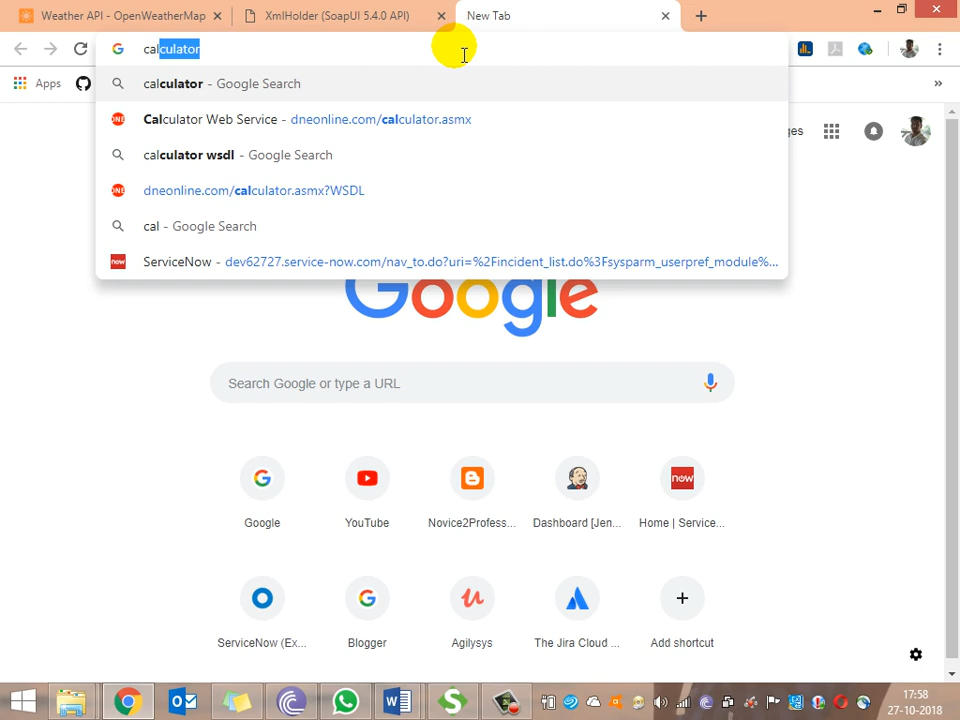 Weather API - OpenWeatherMap
XmlHolder (SoapUI 5.4.0 API)
New Tab
calculator
Apps
»
calculator - Google Search
Calculator Web Service - dneonline.com/calculator.asmx
calculator wsdl - Google Search
dneonline.com/calculator.asmx?WSDL
cal - Google Search
ServiceNow - dev62727.service-now.com/nav_to.do?uri=%2Fincident_list.do%3Fsysparm_userpref_module%...
Google
Search Google or type a URL
Google
YouTube
Novice2Profess...
Dashboard [Jen...
Home | Service...
ServiceNow (Ex...
Blogger
Agilysys
The Jira Cloud ...
Add shortcut
17:58
27-10-2018